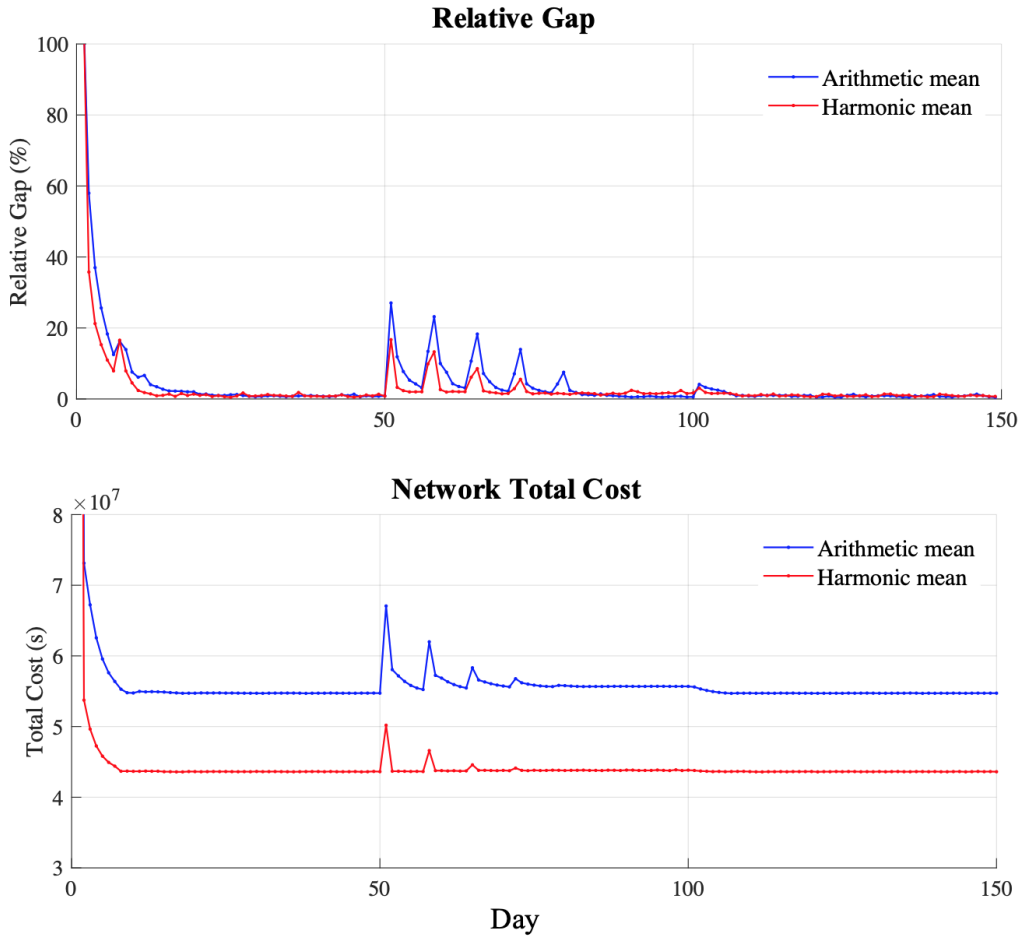 Relative Gap
Relative Gap (%)
100
80
60
40
20
0
0
50
100
150
Arithmetic mean
Harmonic mean
Network Total Cost
×10^7
Total Cost (s)
8
7
6
5
4
3
0
50
100
150
Arithmetic mean
Harmonic mean
Day